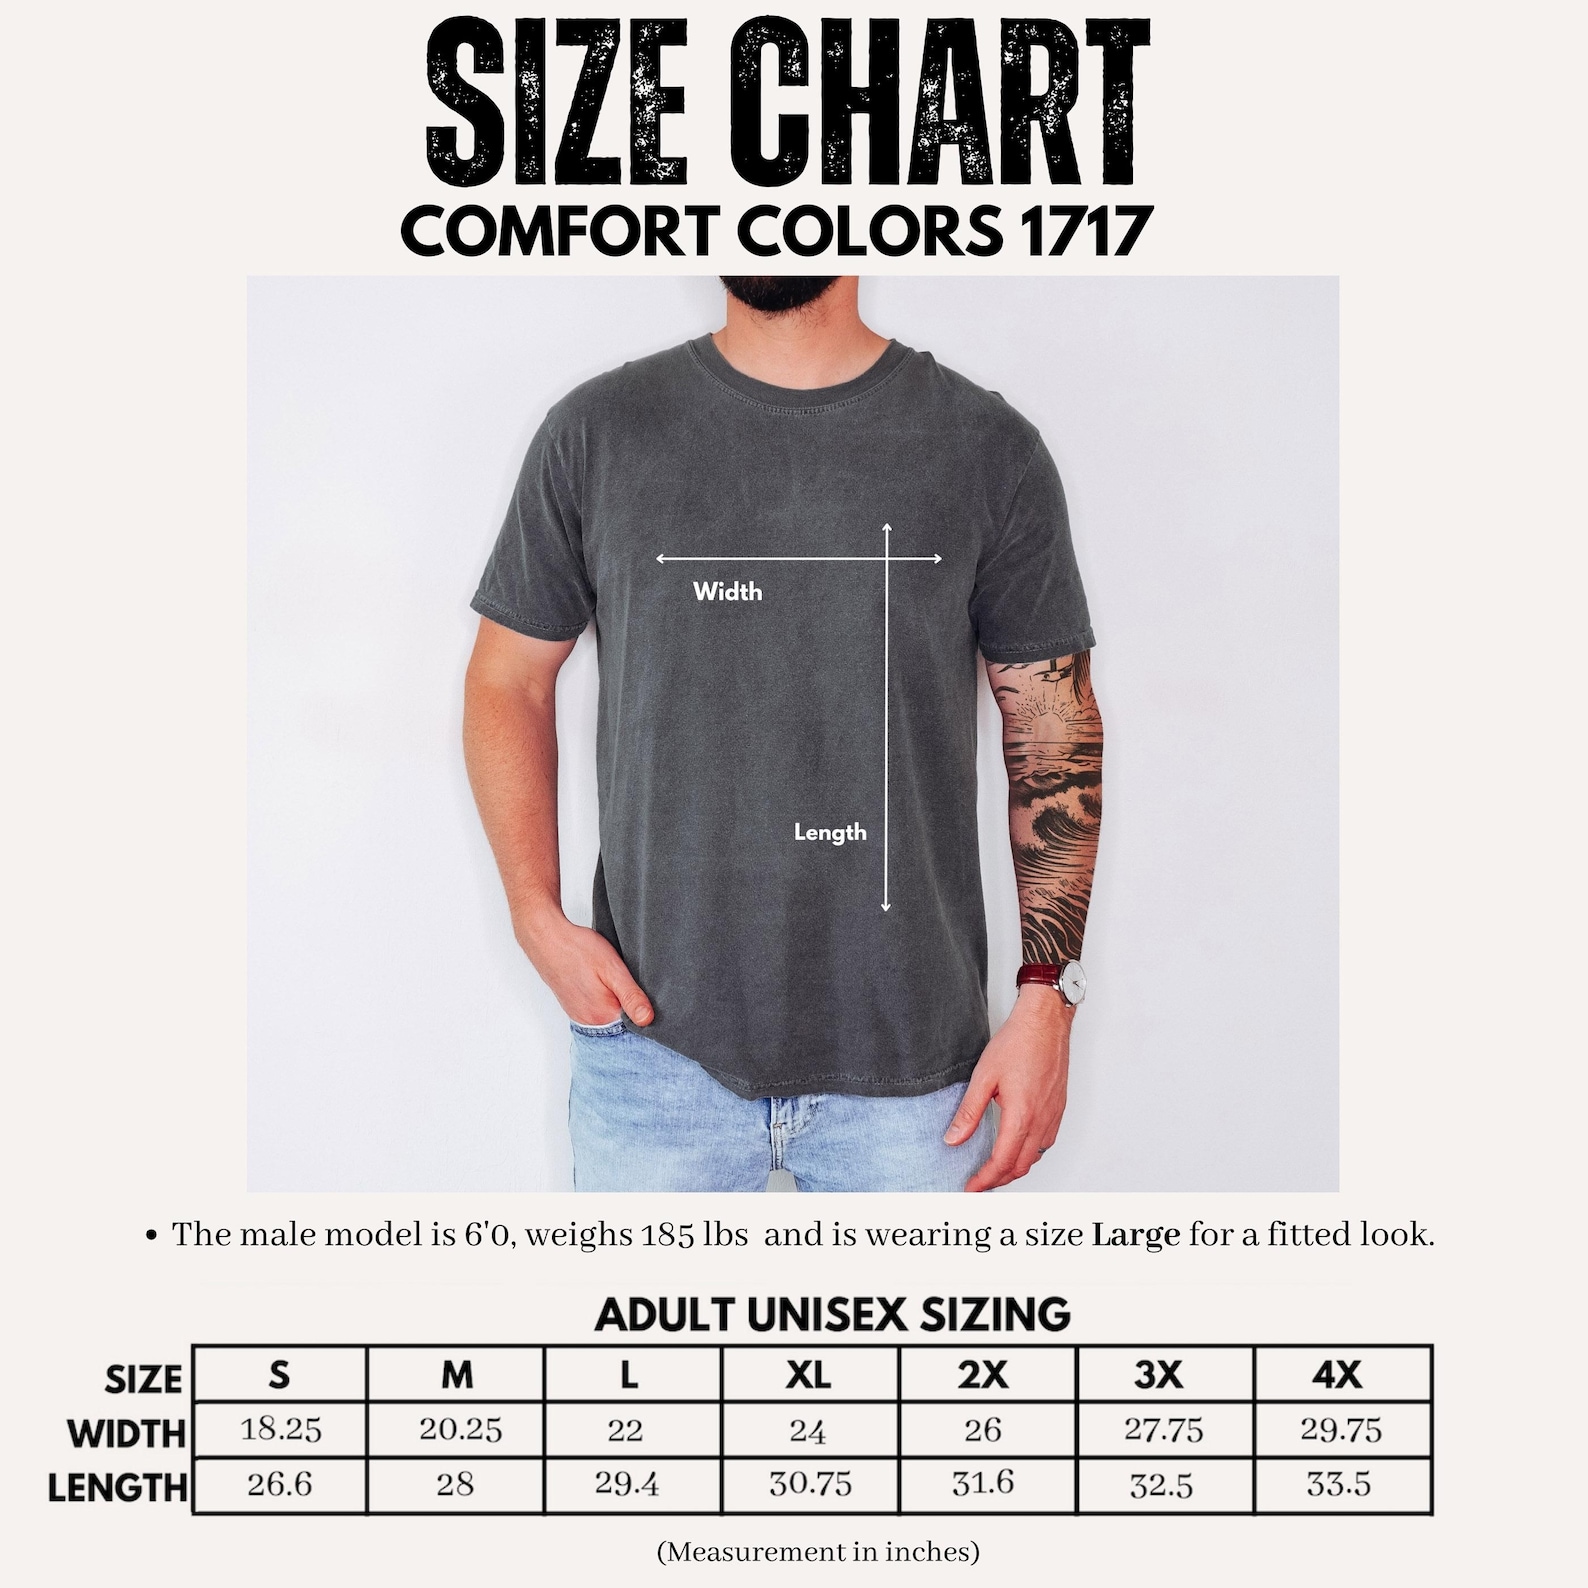 SIZE CHART
COMFORT COLORS 1717
Width
Length
• The male model is 6'0, weighs 185 lbs and is wearing a size Large for a fitted look.
ADULT UNISEX SIZING
SIZE S M L XL 2X 3X 4X
WIDTH 18.25 20.25 22 24 26 27.75 29.75
LENGTH 26.6 28 29.4 30.75 31.6 32.5 33.5
(Measurement in inches)